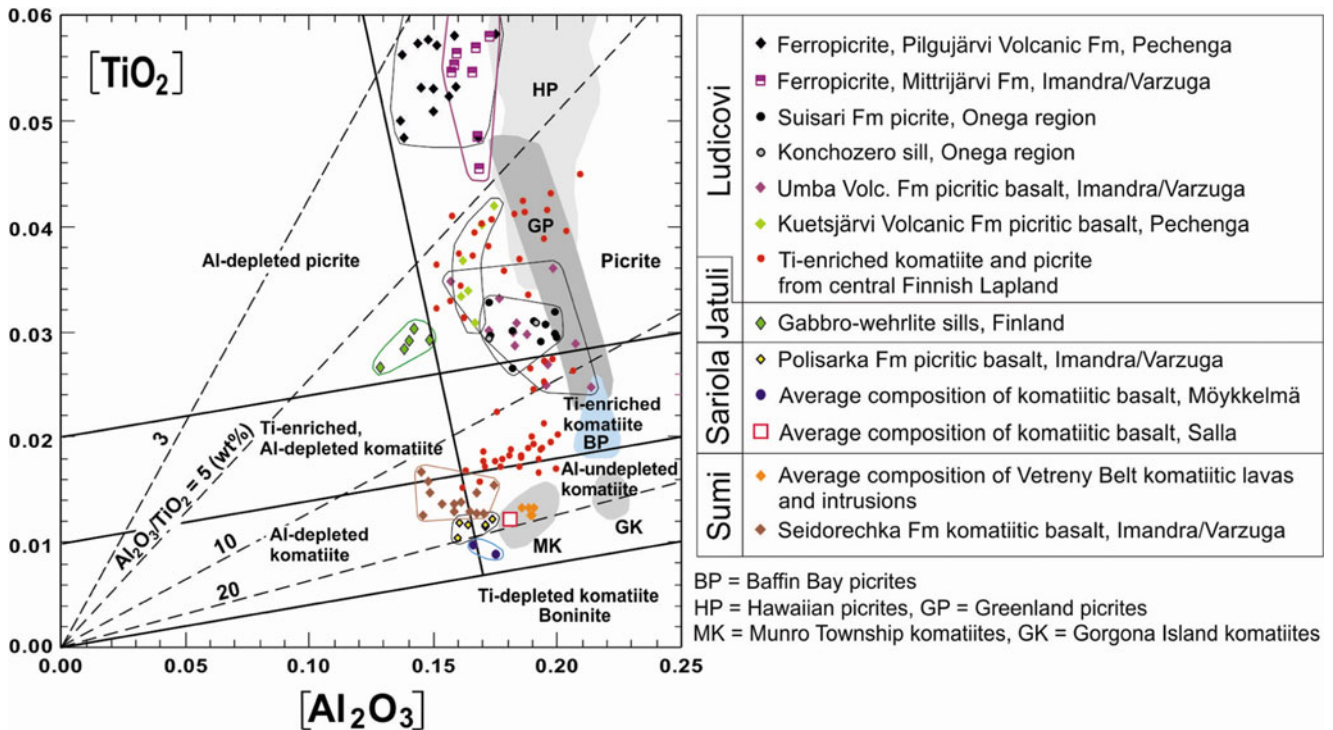 0.06
[TiO₂]
0.05
0.04
0.03
0.02
0.01
0.00
0.00
0.05
0.10
0.15
0.20
0.25
[Al₂O₃]
HP
GP
Al-depleted picrite
Picrite
3
Al₂O₃/TiO₂ = 5 (wt%)
10
20
Ti-enriched,
Al-depleted komatiite
Ti-enriched
komatiite
BP
Al-undepleted
komatiite
Al-depleted
komatiite
MK
GK
Ti-depleted komatiite
Boninite
Ludicovi
Ferropicrite, Pilgujärvi Volcanic Fm, Pechenga
Ferropicrite, Mittrijärvi Fm, Imandra/Varzuga
Suisari Fm picrite, Onega region
Konchozero sill, Onega region
Umba Volc. Fm picritic basalt, Imandra/Varzuga
Kuetsjärvi Volcanic Fm picritic basalt, Pechenga
Ti-enriched komatiite and picrite
from central Finnish Lapland
Jatuli
Gabbro-wehrlite sills, Finland
Sariola
Polisarka Fm picritic basalt, Imandra/Varzuga
Average composition of komatiitic basalt, Möykkelmä
Average composition of komatiitic basalt, Salla
Sumi
Average composition of Vetreny Belt komatiitic lavas
and intrusions
Seidorechka Fm komatiitic basalt, Imandra/Varzuga
BP = Baffin Bay picrites
HP = Hawaiian picrites, GP = Greenland picrites
MK = Munro Township komatiites, GK = Gorgona Island komatiites